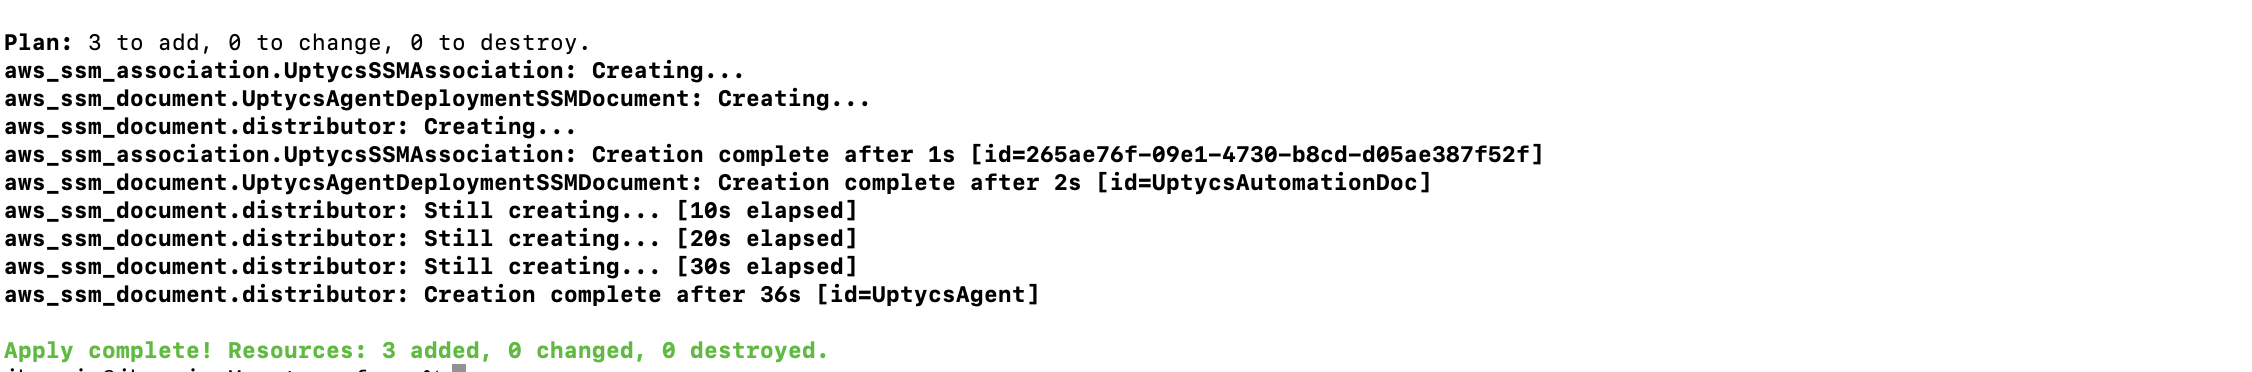 Plan: 3 to add, 0 to change, 0 to destroy.
aws_ssm_association.UptycsSSMAssociation: Creating...
aws_ssm_document.UptycsAgentDeploymentSSMDocument: Creating...
aws_ssm_document.distributor: Creating...
aws_ssm_association.UptycsSSMAssociation: Creation complete after 1s [id=265ae76f-09e1-4730-b8cd-d05ae387f52f]
aws_ssm_document.UptycsAgentDeploymentSSMDocument: Creation complete after 2s [id=UptycsAutomationDoc]
aws_ssm_document.distributor: Still creating... [10s elapsed]
aws_ssm_document.distributor: Still creating... [20s elapsed]
aws_ssm_document.distributor: Still creating... [30s elapsed]
aws_ssm_document.distributor: Creation complete after 36s [id=UptycsAgent]
Apply complete! Resources: 3 added, 0 changed, 0 destroyed.